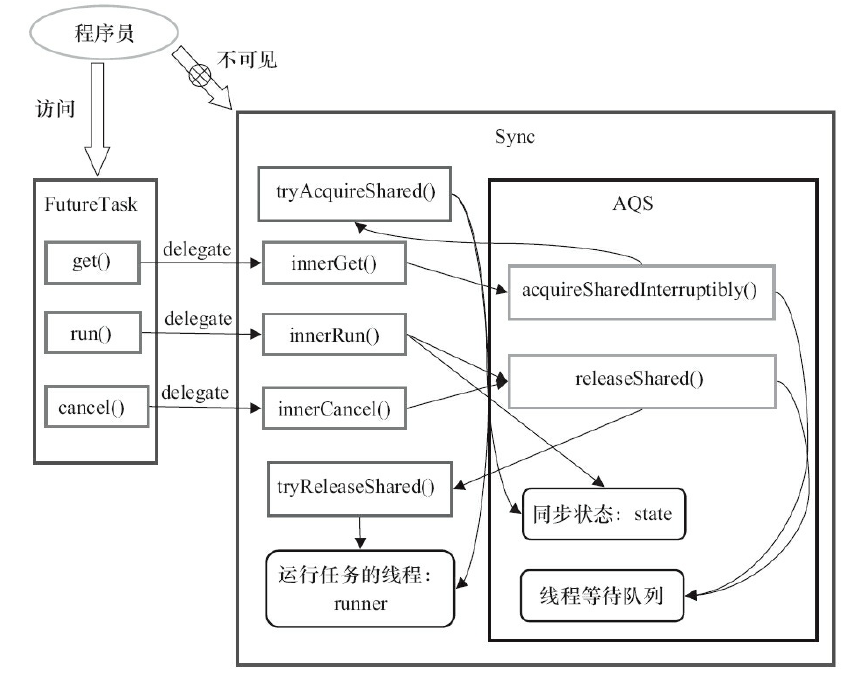 程序员
不可见
访问
Sync
FutureTask
tryAcquireShared()
AQS
get()
delegate
innerGet()
acquireSharedInterruptibly()
run()
delegate
innerRun()
releaseShared()
cancel()
delegate
innerCancel()
tryReleaseShared()
同步状态：state
运行任务的线程：
runner
线程等待队列